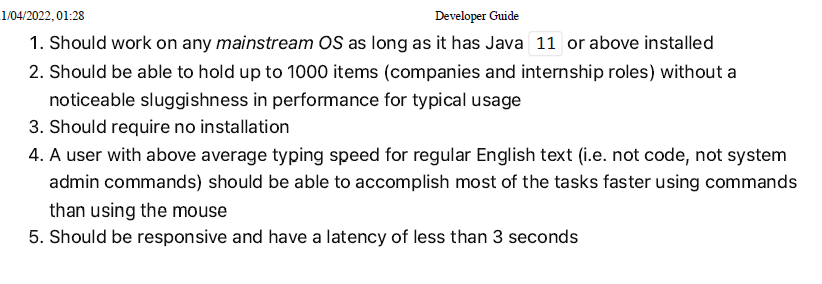 1/04/2022, 01:28 Developer Guide
1. Should work on any mainstream OS as long as it has Java 11 or above installed
2. Should be able to hold up to 1000 items (companies and internship roles) without a
noticeable sluggishness in performance for typical usage
3. Should require no installation
4. A user with above average typing speed for regular English text (i.e. not code, not system
admin commands) should be able to accomplish most of the tasks faster using commands
than using the mouse
5. Should be responsive and have a latency of less than 3 seconds